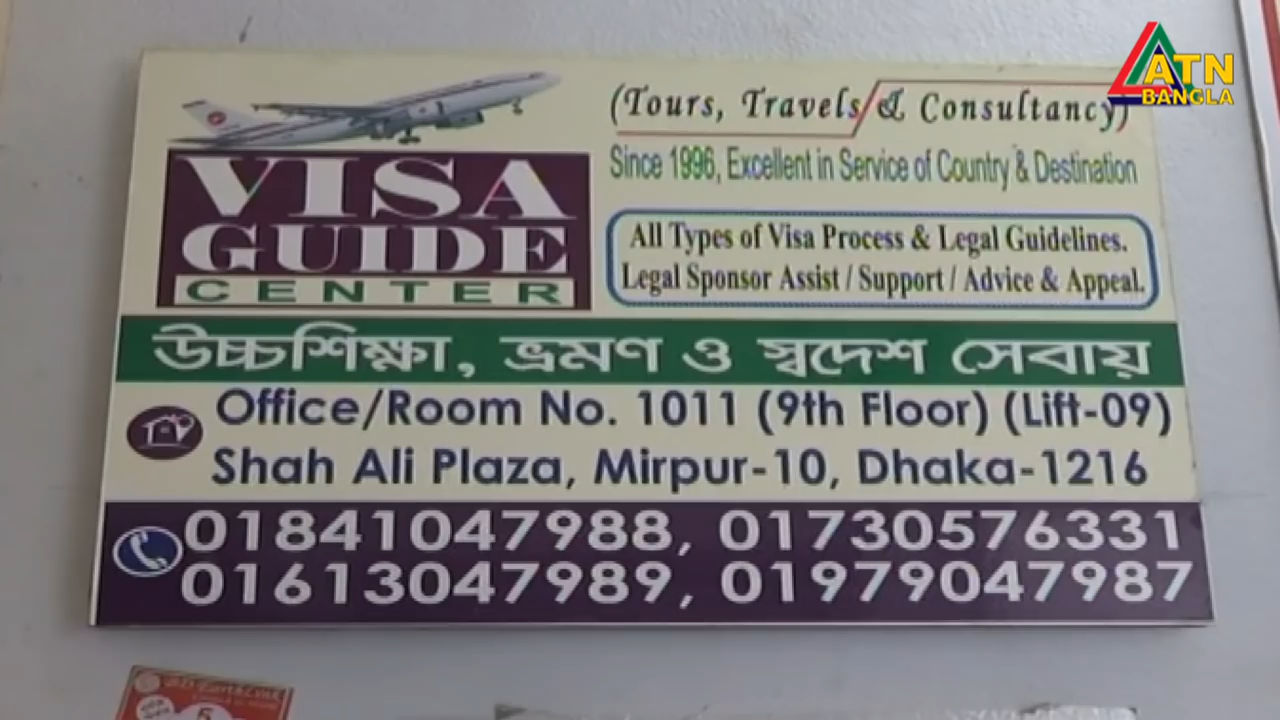 ATN
BANGLA
(Tours, Travels & Consultancy)
Since 1996, Excellent in Service of Country & Destination
VISA
GUIDE
CENTER
All Types of Visa Process & Legal Guidelines.
Legal Sponsor Assist / Support / Advice & Appeal.
উচ্চশিক্ষা, ভ্রমণ ও স্বদেশ সেবায়
Office/Room No. 1011 (9th Floor) (Lift-09)
Shah Ali Plaza, Mirpur-10, Dhaka-1216
01841047988, 01730576331
01613047989, 01979047987